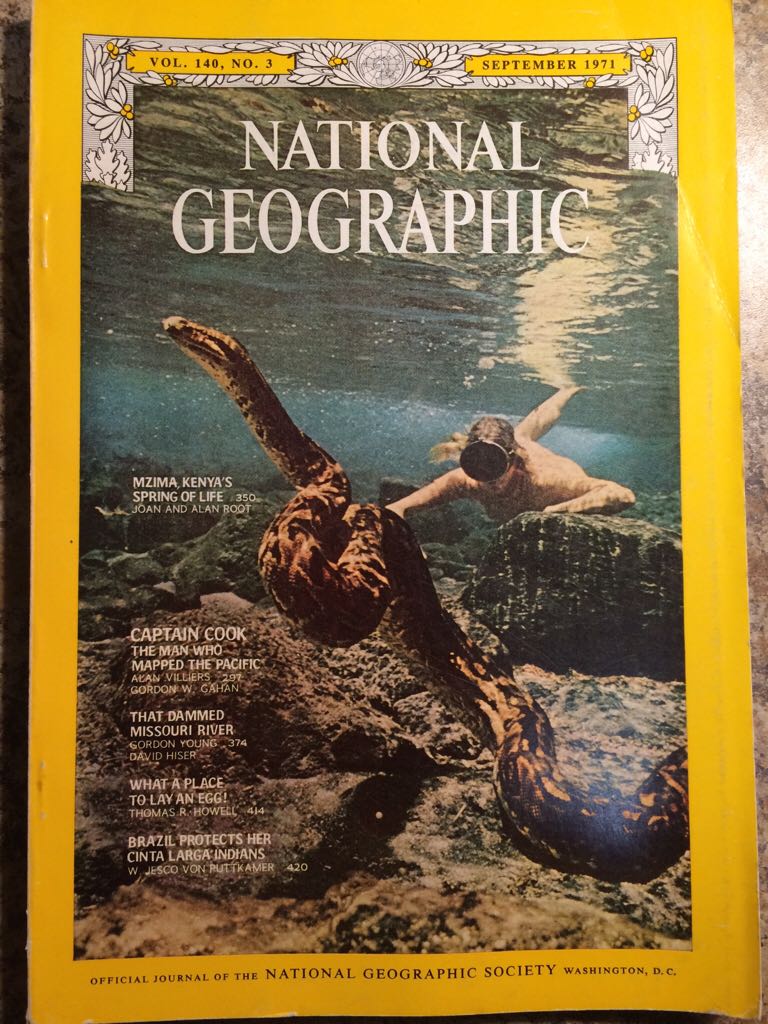 VOL. 140, NO. 3
SEPTEMBER 1971
NATIONAL
GEOGRAPHIC
MZIMA, KENYA'S
SPRING OF LIFE 350
JOAN AND ALAN ROOT
CAPTAIN COOK
THE MAN WHO
MAPPED THE PACIFIC
ALAN VILLIERS 297
GORDON W. GAHAN
THAT DAMMED
MISSOURI RIVER
GORDON YOUNG 374
DAVID HISER
WHAT A PLACE
TO LAY AN EGG!
THOMAS R. HOWELL 414
BRAZIL PROTECTS HER
CINTA LARGA INDIANS
W. JESCO VON PUTTKAMER 420
OFFICIAL JOURNAL OF THE NATIONAL GEOGRAPHIC SOCIETY WASHINGTON, D.C.